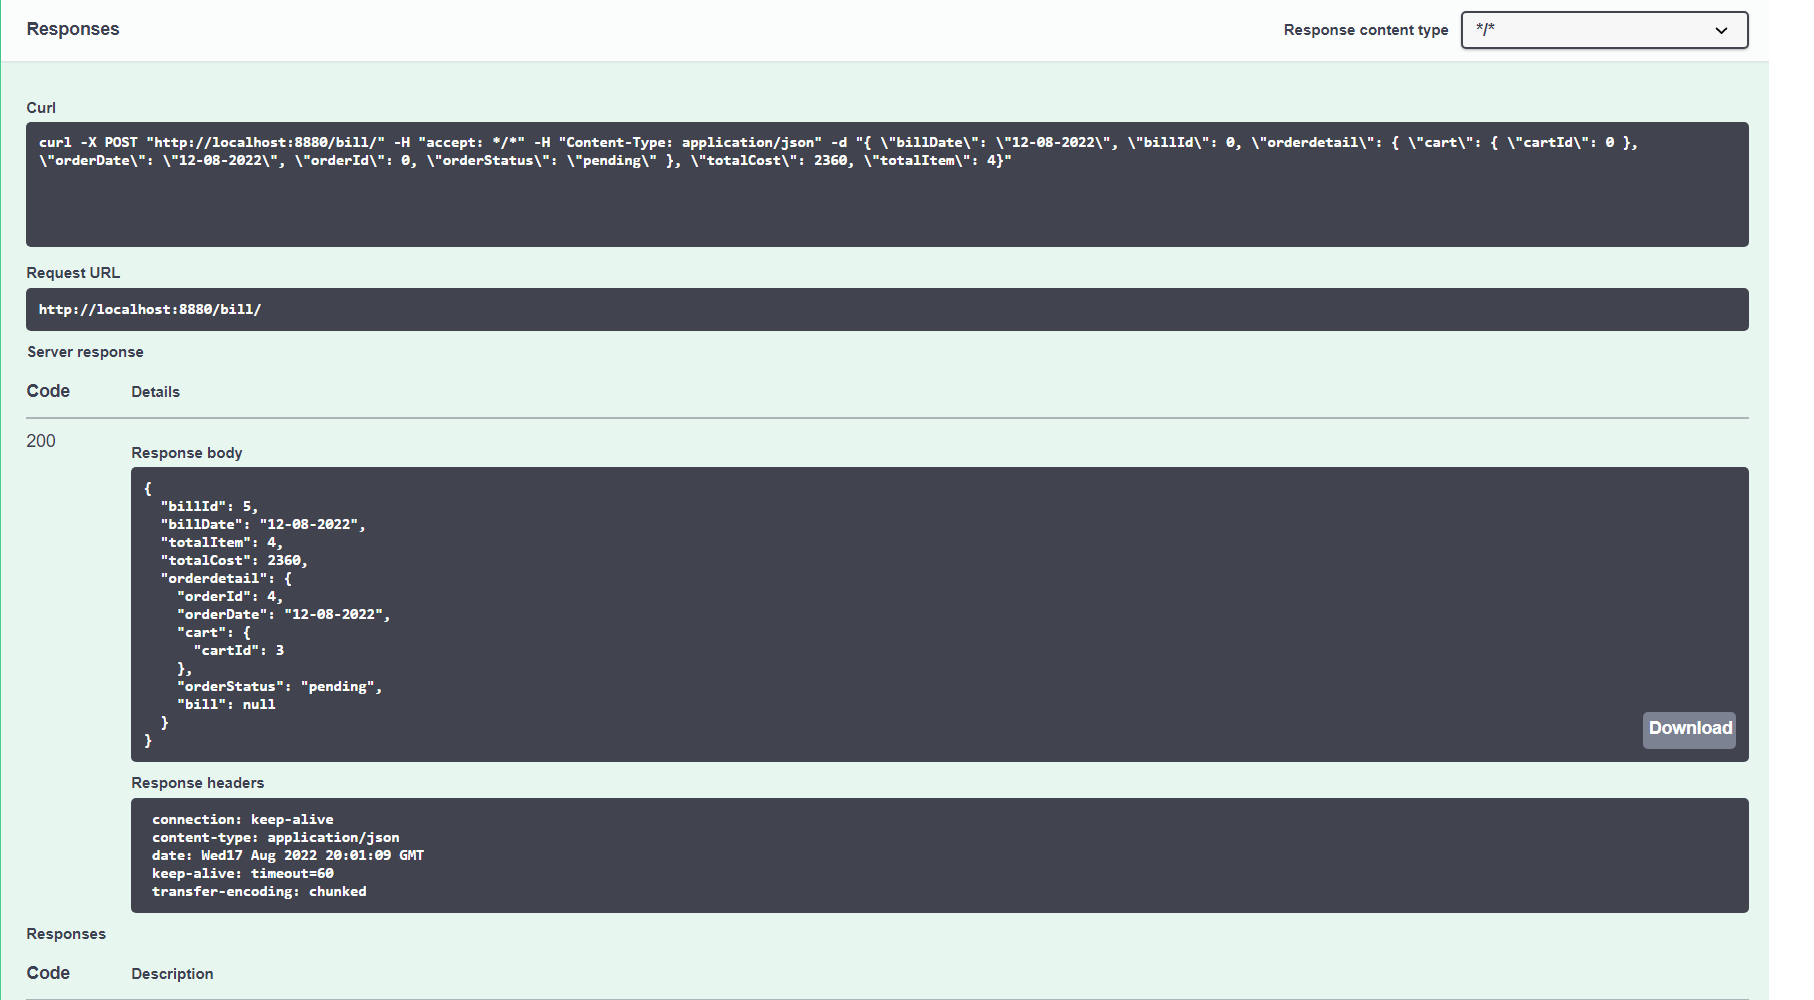 Responses
Response content type
*/*
Curl
curl -X POST "http://localhost:8880/bill/" -H "accept: */*" -H "Content-Type: application/json" -d "{ \"billDate\": \"12-08-2022\", \"billId\": 0, \"orderdetail\": { \"cart\": { \"cartId\": 0 },
\"orderDate\": \"12-08-2022\", \"orderId\": 0, \"orderStatus\": \"pending\" }, \"totalCost\": 2360, \"totalItem\": 4}"
Request URL
http://localhost:8880/bill/
Server response
Code Details
200
Response body
{
  "billId": 5,
  "billDate": "12-08-2022",
  "totalItem": 4,
  "totalCost": 2360,
  "orderdetail": {
    "orderId": 4,
    "orderDate": "12-08-2022",
    "cart": {
      "cartId": 3
    },
    "orderStatus": "pending",
    "bill": null
  }
}
Download
Response headers
connection: keep-alive
content-type: application/json
date: Wed17 Aug 2022 20:01:09 GMT
keep-alive: timeout=60
transfer-encoding: chunked
Responses
Code Description